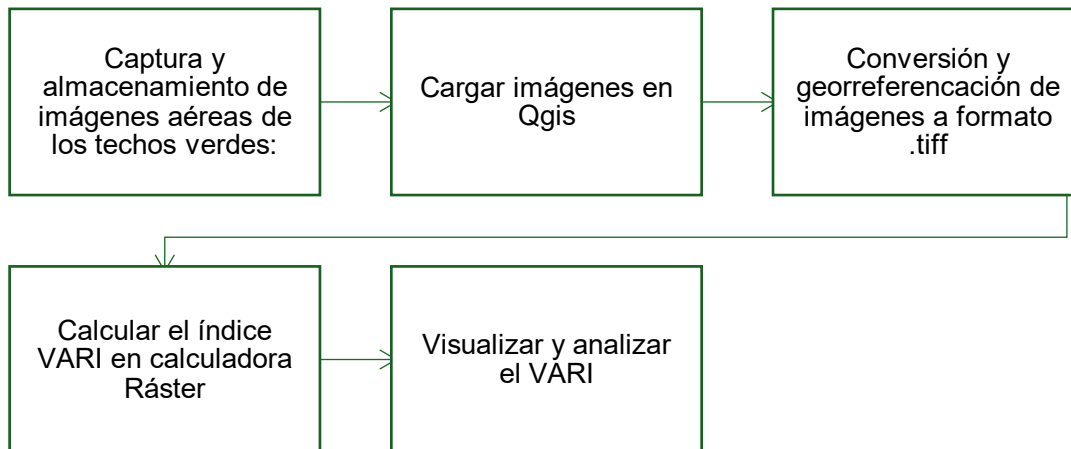 Captura y
almacenamiento de
imágenes aéreas de
los techos verdes:
Cargar imágenes en
Qgis
Conversión y
georreferencación de
imágenes a formato
.tiff
Calcular el índice
VARI en calculadora
Ráster
Visualizar y analizar
el VARI